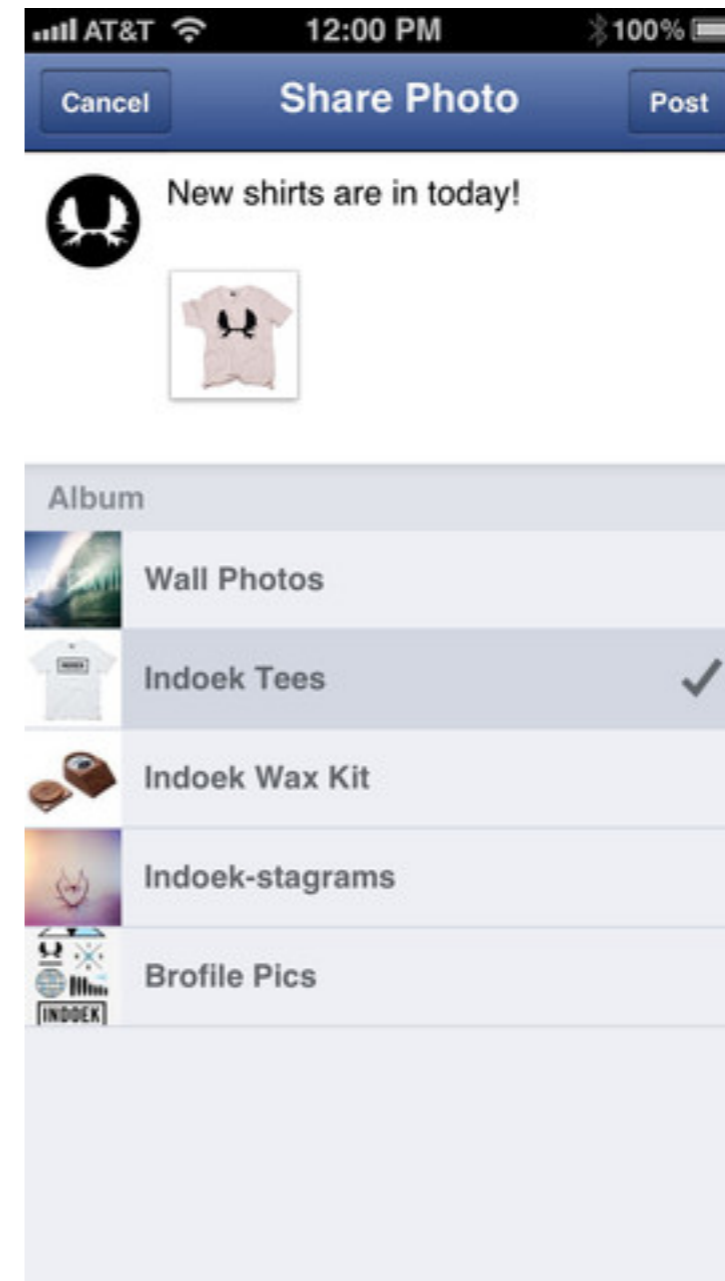 AT&T 12:00 PM 100%
Cancel Share Photo Post
New shirts are in today!
Album
Wall Photos
Indoek Tees
Indoek Wax Kit
Indoek-stagrams
Brofile Pics
INDOEK